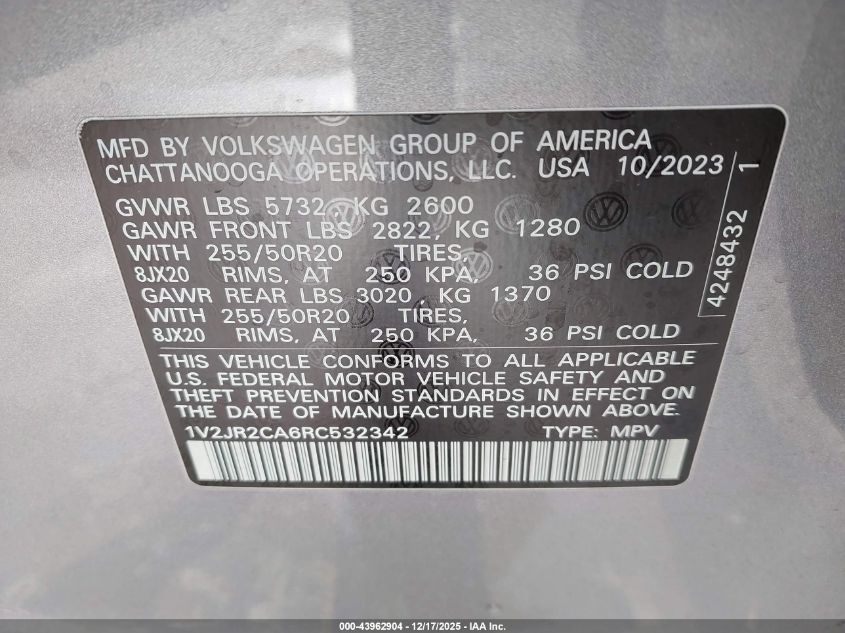 MFD BY VOLKSWAGEN GROUP OF AMERICA
CHATTANOOGA OPERATIONS, LLC. USA 10/2023
GVWR LBS 5732, KG 2600
GAWR FRONT LBS 2822, KG 1280
WITH 255/50R20 TIRES,
8JX20 RIMS, AT 250 KPA, 36 PSI COLD
GAWR REAR LBS 3020, KG 1370
WITH 255/50R20 TIRES,
8JX20 RIMS, AT 250 KPA, 36 PSI COLD
THIS VEHICLE CONFORMS TO ALL APPLICABLE
U.S. FEDERAL MOTOR VEHICLE SAFETY AND
THEFT PREVENTION STANDARDS IN EFFECT ON
THE DATE OF MANUFACTURE SHOWN ABOVE.
1V2JR2CA6RC532342 TYPE: MPV
4248432 1
000-43962904 - 12/17/2025 - IAA Inc.